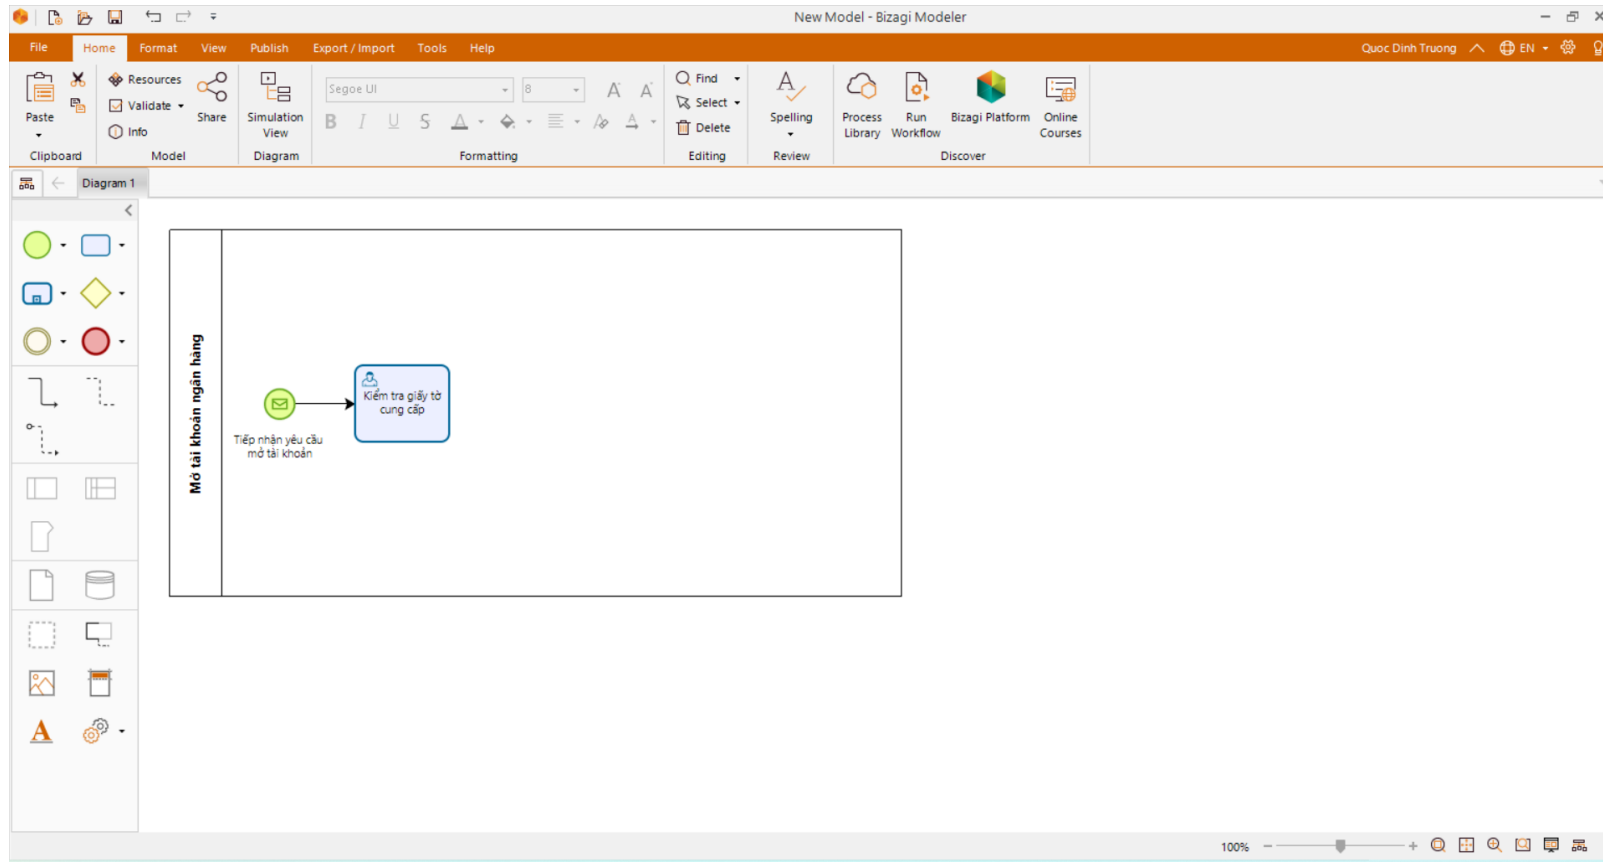 New Model - Bizagi Modeler
File Home Format View Publish Export / Import Tools Help Quoc Dinh Truong EN
Paste Resources Validate Info Share Simulation View Segoe UI 8 B I U S A Find Select Delete Spelling Process Library Run Workflow Bizagi Platform Online Courses
Clipboard Model Diagram Formatting Editing Review Discover
Diagram 1
Mở tài khoản ngân hàng
Tiếp nhận yêu cầu
mở tài khoản
Kiểm tra giấy tờ
cung cấp
A
100%